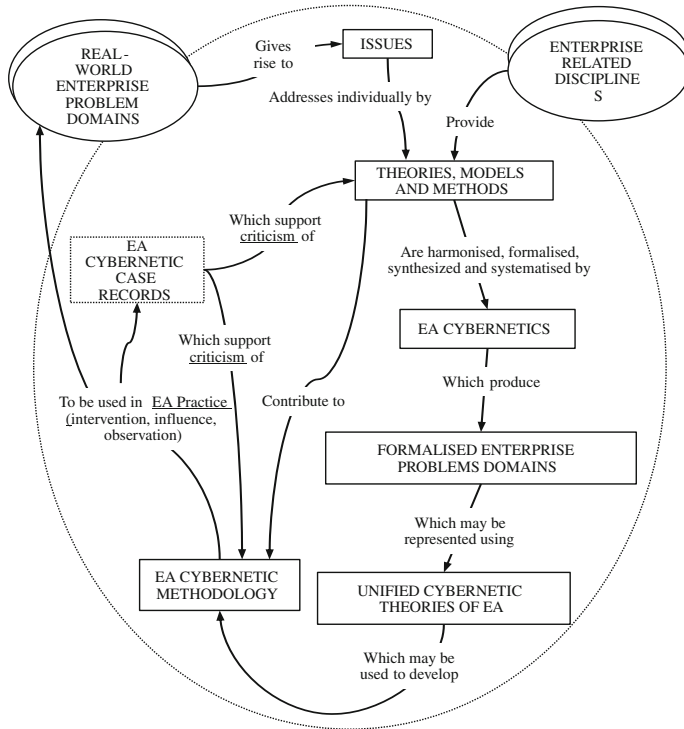 REAL-
WORLD
ENTERPRISE
PROBLEM
DOMAINS
Gives
rise to
ISSUES
ENTERPRISE
RELATED
DISCIPLINE
S
Addresses individually by
Provide
THEORIES, MODELS
AND METHODS
Which support
criticism of
EA
CYBERNETIC
CASE
RECORDS
Are harmonised, formalised,
synthesized and systematised by
EA CYBERNETICS
Which support
criticism of
Which produce
To be used in EA Practice
(intervention, influence,
observation)
Contribute to
FORMALISED ENTERPRISE
PROBLEMS DOMAINS
Which may be
represented using
EA CYBERNETIC
METHODOLOGY
UNIFIED CYBERNETIC
THEORIES OF EA
Which may be
used to develop